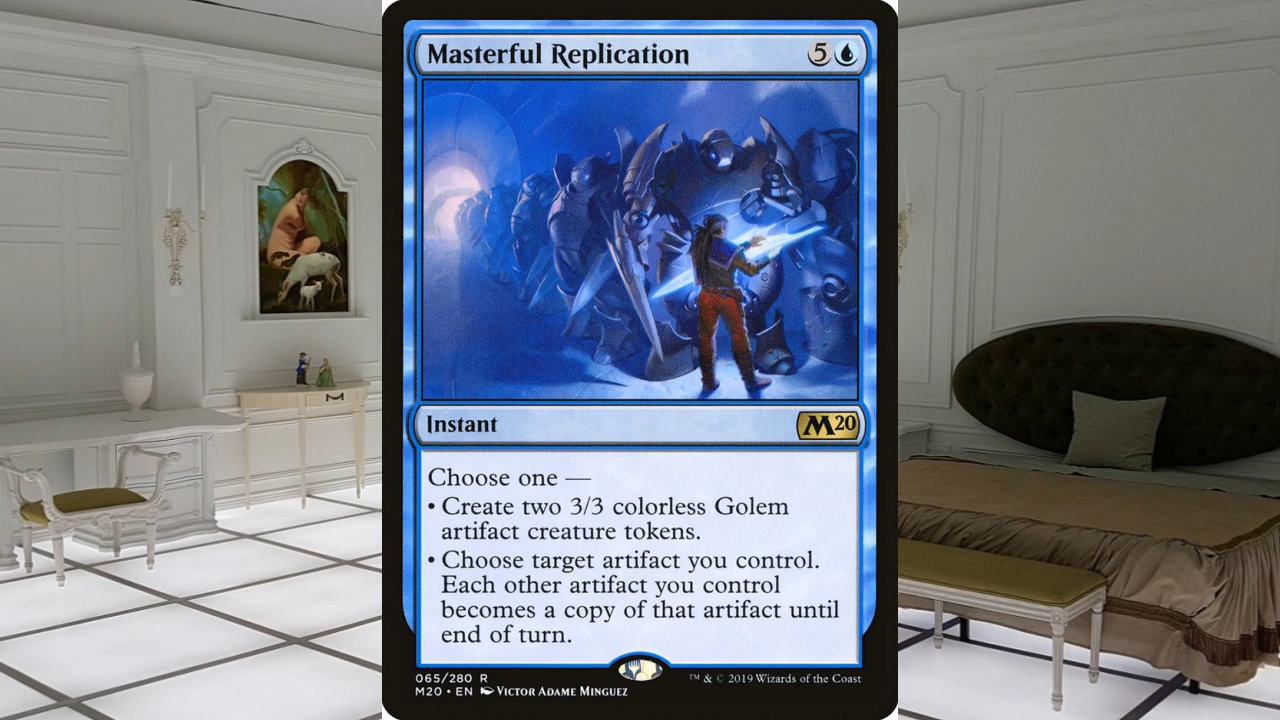 Masterful Replication 5
Instant M20
Choose one —
• Create two 3/3 colorless Golem
artifact creature tokens.
• Choose target artifact you control.
Each other artifact you control
becomes a copy of that artifact until
end of turn.
065/280 R
M20 • EN Victor Adame Minguez
™ & © 2019 Wizards of the Coast